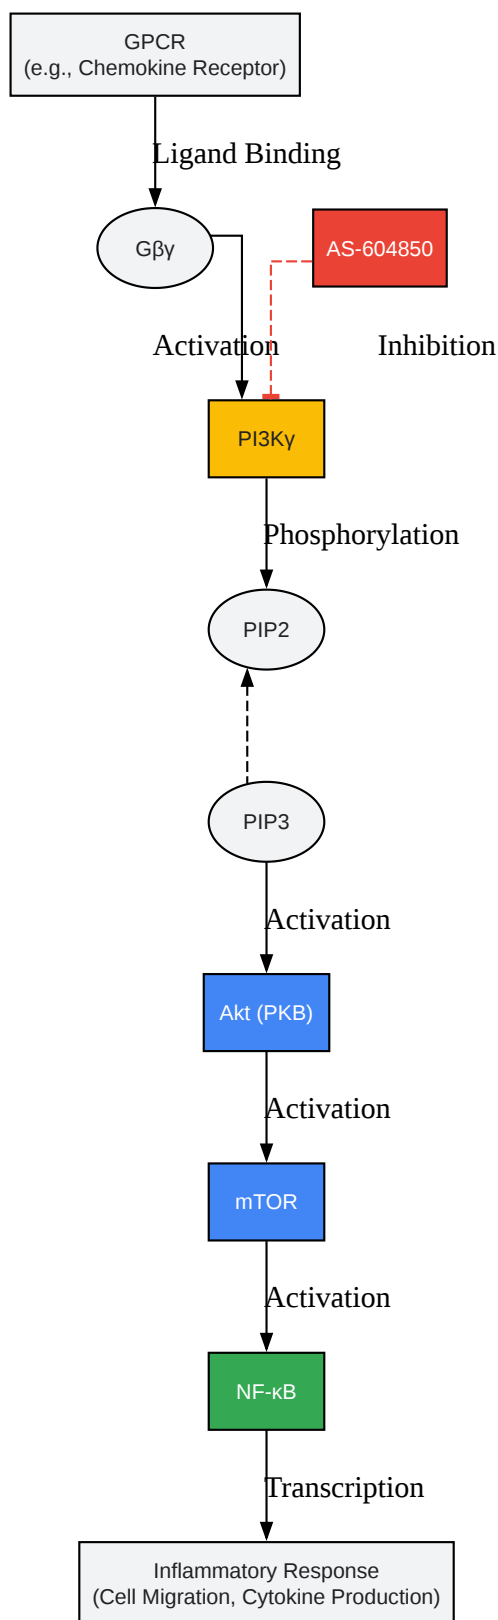 GPCR
(e.g., Chemokine Receptor)
Ligand Binding
Gβγ
AS-604850
Activation
Inhibition
PI3Kγ
Phosphorylation
PIP2
PIP3
Activation
Akt (PKB)
Activation
mTOR
Activation
NF-κB
Transcription
Inflammatory Response
(Cell Migration, Cytokine Production)